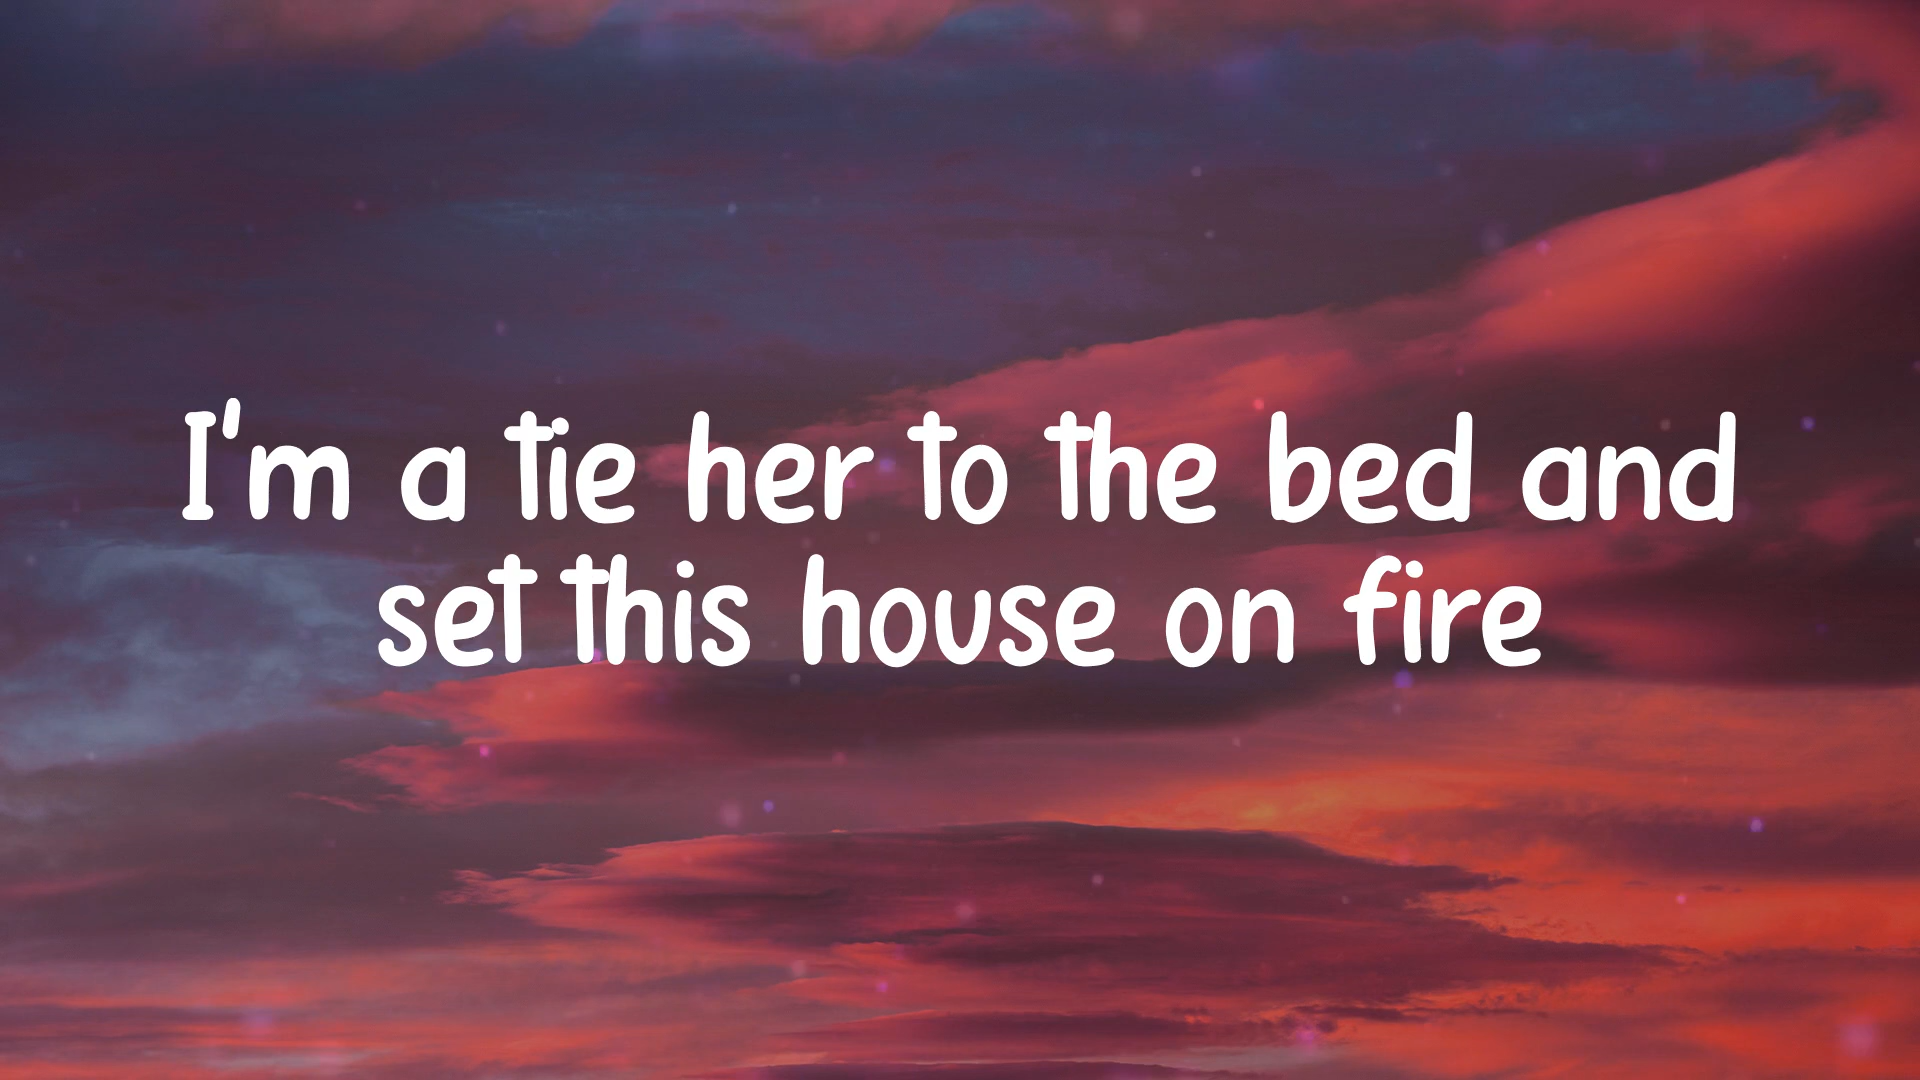 I'm a tie her to the bed and
set this house on fire